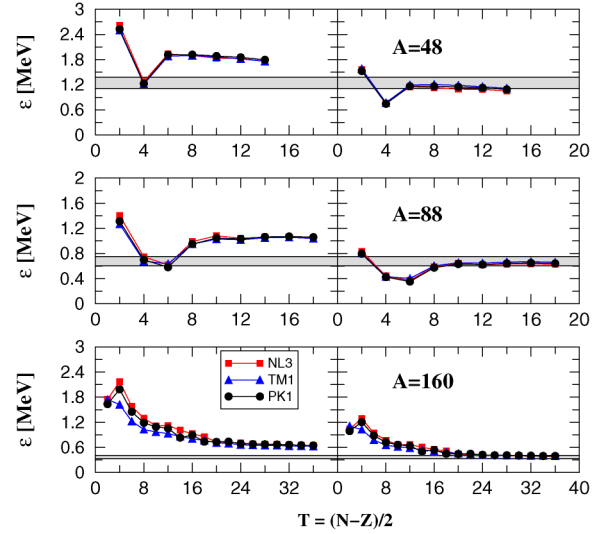 3
2.4
1.8
1.2
0.6
0
ε [MeV]
A=48
0 4 8 12 16 0 4 8 12 16 20
2
1.6
1.2
0.8
0.4
0
ε [MeV]
A=88
0 4 8 12 16 0 4 8 12 16 20
3
2.4
1.8
1.2
0.6
0
ε [MeV]
NL3
TM1
PK1
A=160
0 8 16 24 32 0 8 16 24 32 40
T = (N−Z)/2